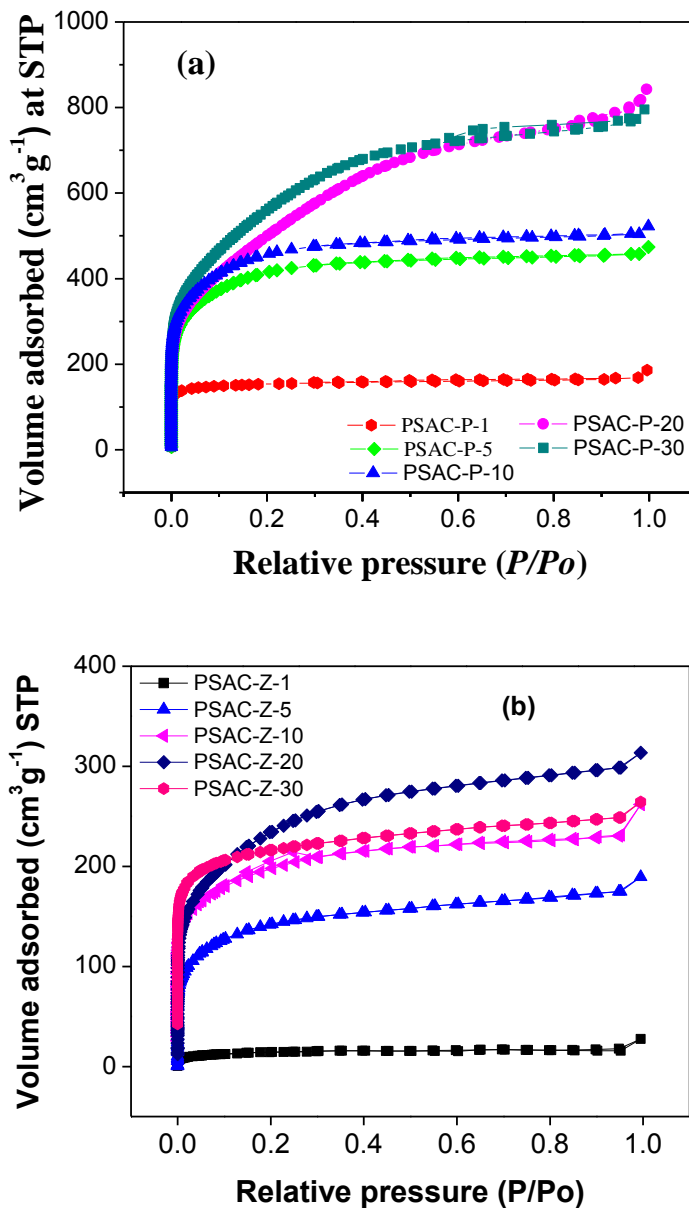 1000
(a)
800
600
400
200
0
Volume adsorbed (cm³g⁻¹) at STP
PSAC-P-1
PSAC-P-5
PSAC-P-10
PSAC-P-20
PSAC-P-30
0.0 0.2 0.4 0.6 0.8 1.0
Relative pressure (P/Po)
400
300
200
100
0
Volume adsorbed (cm³g⁻¹) STP
PSAC-Z-1
PSAC-Z-5
PSAC-Z-10
PSAC-Z-20
PSAC-Z-30
(b)
0.0 0.2 0.4 0.6 0.8 1.0
Relative pressure (P/Po)